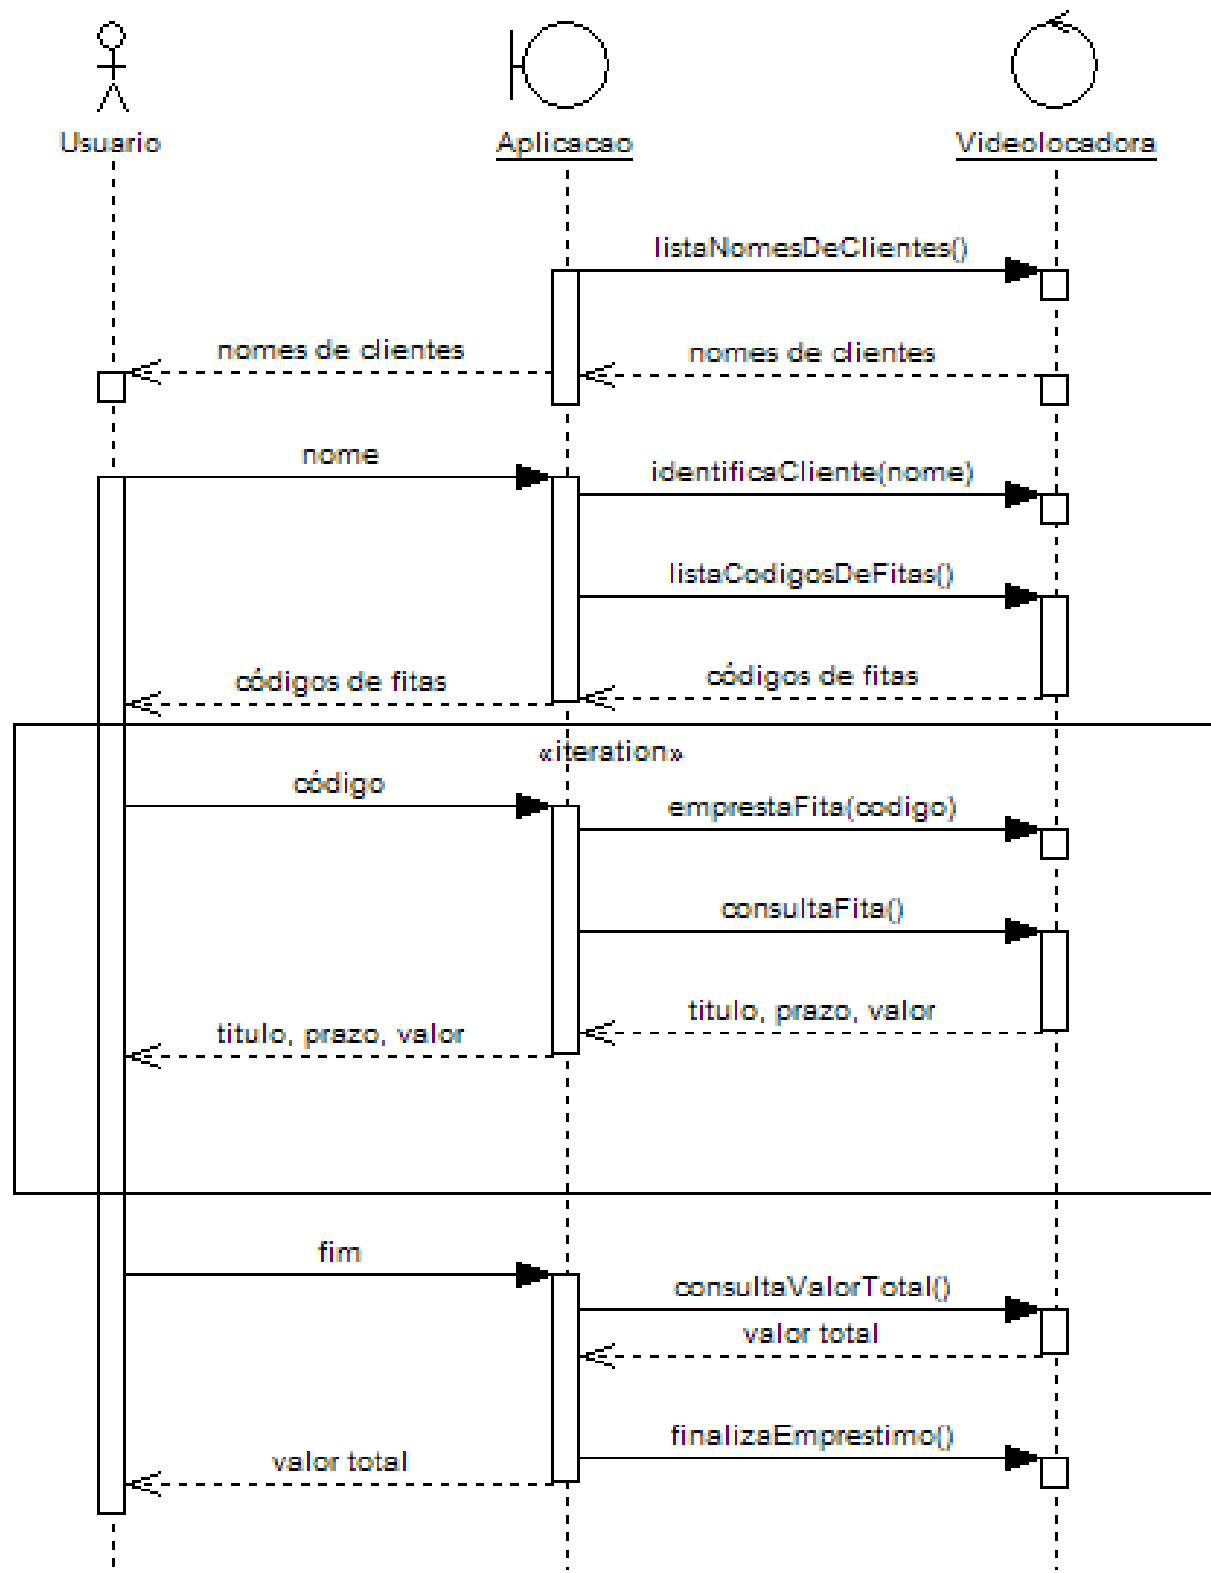 Usuario
Aplicacao
Videolocadora
listaNomesDeClientes()
nomes de clientes
nomes de clientes
nome
identificaCliente(nome)
listaCodigosDeFitas()
códigos de fitas
códigos de fitas
«iteration»
código
emprestaFita(codigo)
consultaFita()
titulo, prazo, valor
titulo, prazo, valor
fim
consultaValorTotal()
valor total
finalizaEmprestimo()
valor total